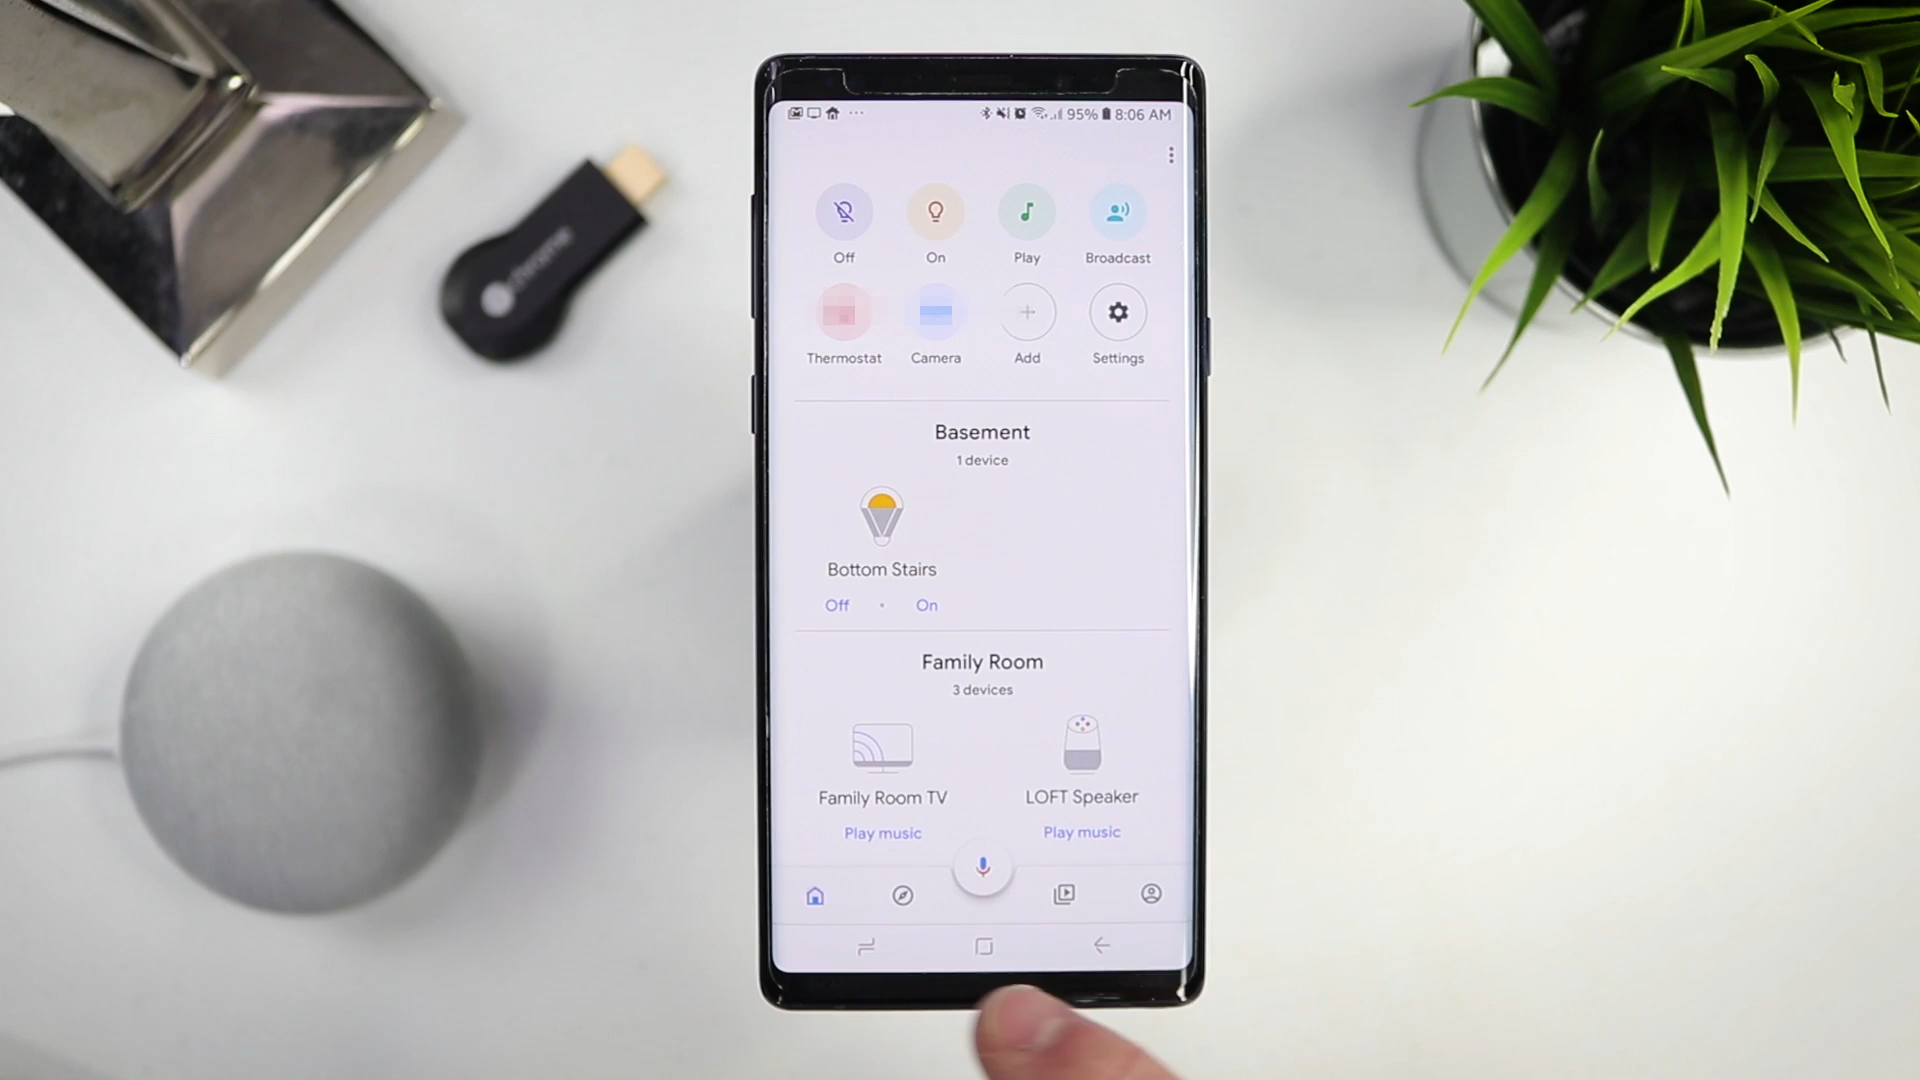 95% 8:06 AM
Off On Play Broadcast
Thermostat Camera Add Settings
Basement
1 device
Bottom Stairs
Off • On
Family Room
3 devices
Family Room TV LOFT Speaker
Play music Play music
chrome